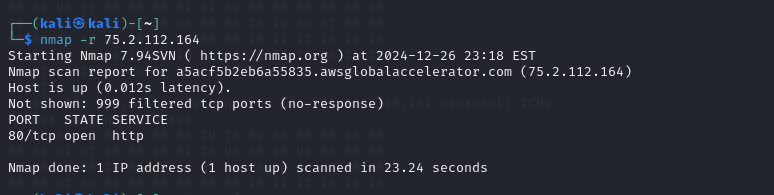 ┌──(kali㉿kali)-[~]
└─$ nmap -r 75.2.112.164
Starting Nmap 7.94SVN ( https://nmap.org ) at 2024-12-26 23:18 EST
Nmap scan report for a5acf5b2eb6a55835.awsglobalaccelerator.com (75.2.112.164)
Host is up (0.012s latency).
Not shown: 999 filtered tcp ports (no-response)
PORT   STATE SERVICE
80/tcp open  http
Nmap done: 1 IP address (1 host up) scanned in 23.24 seconds